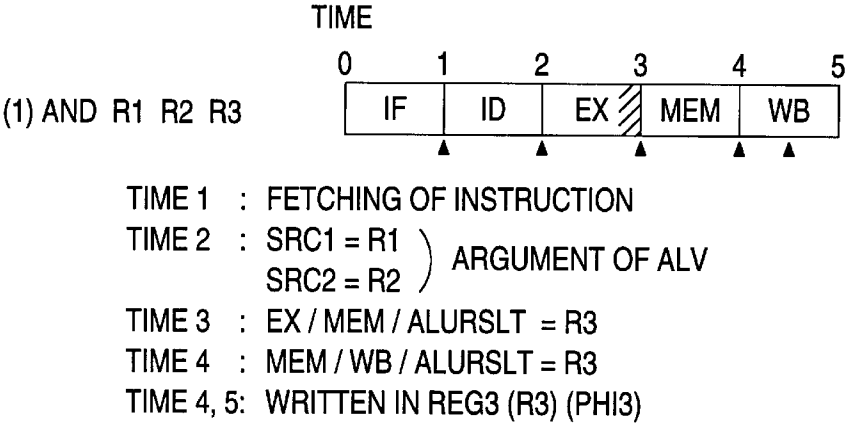 TIME
0 1 2 3 4 5
(1) AND R1 R2 R3 IF ID EX MEM WB
TIME 1 : FETCHING OF INSTRUCTION
TIME 2 : SRC1 = R1
ARGUMENT OF ALV
SRC2 = R2
TIME 3 : EX / MEM / ALURSLT = R3
TIME 4 : MEM / WB / ALURSLT = R3
TIME 4, 5: WRITTEN IN REG3 (R3) (PHI3)